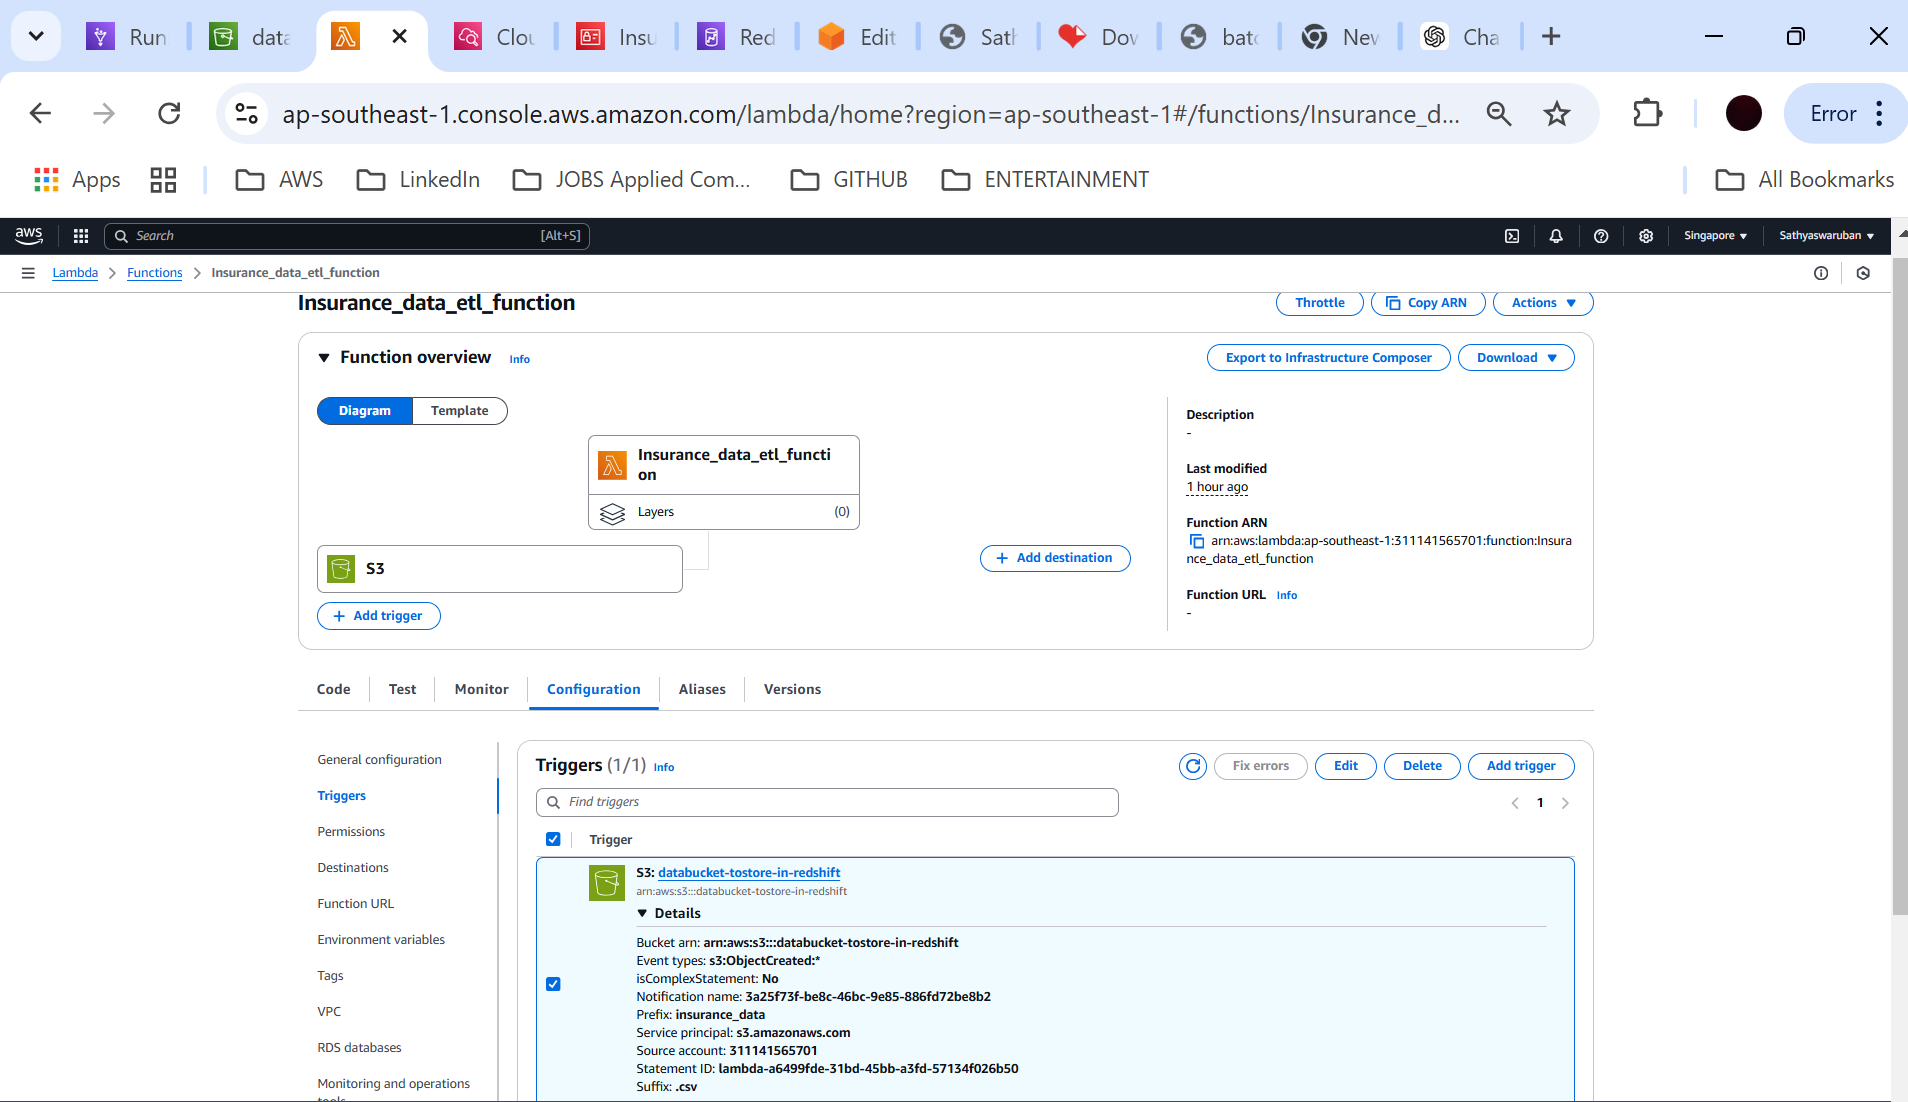 Run
data
Clou
Insu
Red
Edit
Sath
Dov
batc
New
Cha
ap-southeast-1.console.aws.amazon.com/lambda/home?region=ap-southeast-1#/functions/Insurance_d...
Error
Apps
AWS
LinkedIn
JOBS Applied Com...
GITHUB
ENTERTAINMENT
All Bookmarks
aws
Search
[Alt+S]
Singapore
Sathyaswaruban
Lambda
Functions
Insurance_data_etl_function
Insurance_data_etl_function
Throttle
Copy ARN
Actions
Function overview
Info
Export to Infrastructure Composer
Download
Diagram
Template
Insurance_data_etl_functi
on
Layers
(0)
S3
Add trigger
Add destination
Description
-
Last modified
1 hour ago
Function ARN
arn:aws:lambda:ap-southeast-1:311141565701:function:Insura
nce_data_etl_function
Function URL
Info
-
Code
Test
Monitor
Configuration
Aliases
Versions
General configuration
Triggers
Permissions
Destinations
Function URL
Environment variables
Tags
VPC
RDS databases
Monitoring and operations
tools
Triggers (1/1) Info
Fix errors
Edit
Delete
Add trigger
Find triggers
1
Trigger
S3: databucket-tostore-in-redshift
arn:aws:s3:::databucket-tostore-in-redshift
Details
Bucket arn: arn:aws:s3:::databucket-tostore-in-redshift
Event types: s3:ObjectCreated:*
isComplexStatement: No
Notification name: 3a25f73f-be8c-46bc-9e85-886fd72be8b2
Prefix: insurance_data
Service principal: s3.amazonaws.com
Source account: 311141565701
Statement ID: lambda-a6499fde-31bd-45bb-a3fd-57134f026b50
Suffix: .csv